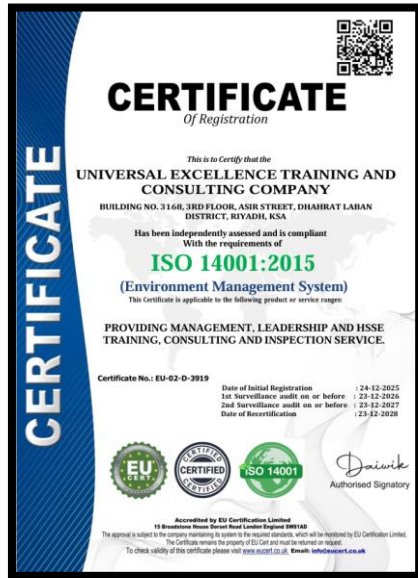 CERTIFICATE
CERTIFICATE
Of Registration
This is to Certify that the
UNIVERSAL EXCELLENCE TRAINING AND
CONSULTING COMPANY
BUILDING NO. 3168, 3RD FLOOR, ASIR STREET, DHAHRAT LABAN
DISTRICT, RIYADH, KSA
Has been independently assessed and is compliant
With the requirements of
ISO 14001:2015
(Environment Management System)
This Certificate is applicable to the following product or service ranges:
PROVIDING MANAGEMENT, LEADERSHIP AND HSSE
TRAINING, CONSULTING AND INSPECTION SERVICE.
Certificate No.: EU-02-D-3919
Date of Initial Registration : 24-12-2025
1st Surveillance audit on or before : 23-12-2026
2nd Surveillance audit on or before : 23-12-2027
Date of Recertification : 23-12-2028
EU
CERT
CERTIFIED
CERTIFIED
CERTIFIED
ISO 14001
Daiwik
Authorised Signatory
Accredited by EU Certification Limited
15 Broadstone House Dorset Road London England SW81AD
The approval is subject to the company maintaining its system to the required standards, which will be monitored by EU Certification Limited,
The Certificate remains the property of EU Cert and must be returned on request.
To check validity of this certificate please visit www.eucert.co.uk Email: info@eucert.co.uk